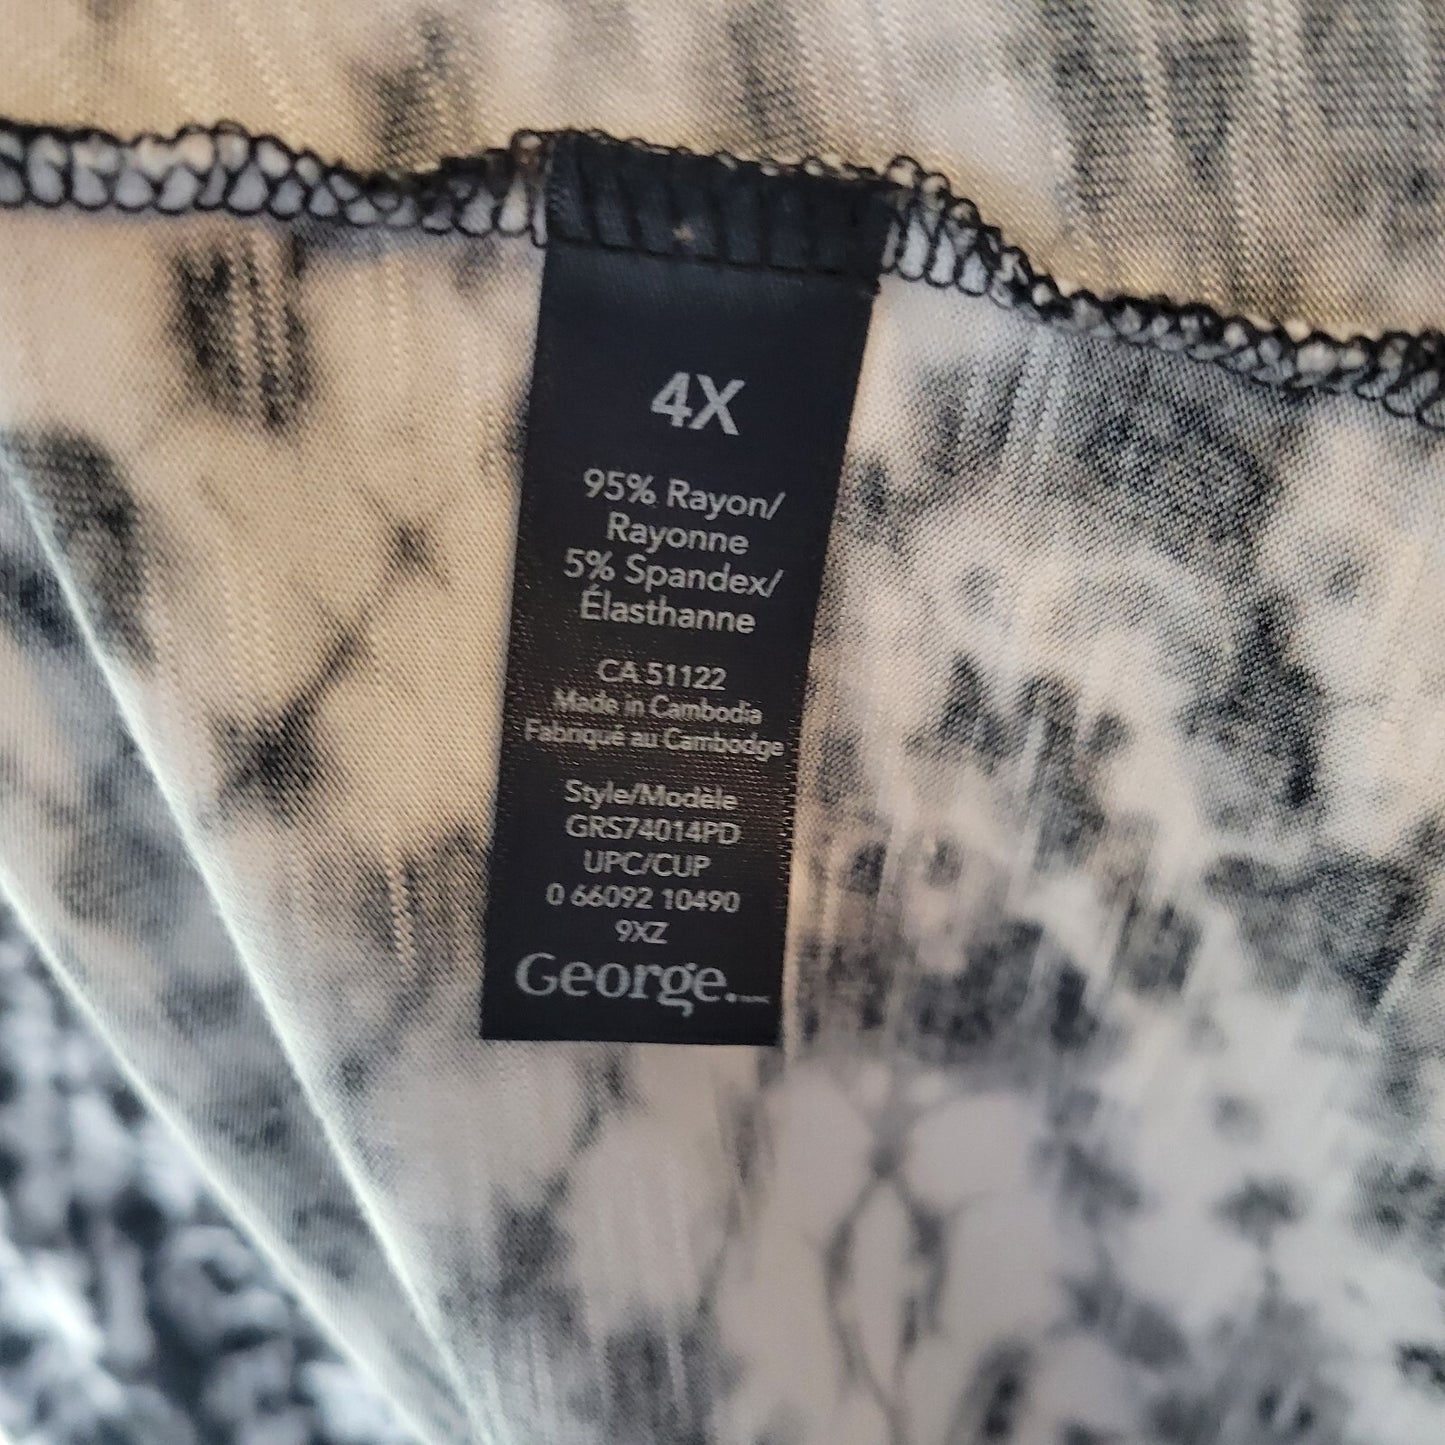 4X
95% Rayon/
Rayonne
5% Spandex/
Élasthanne
CA 51122
Made in Cambodia
Fabriqué au Cambodge
Style/Modèle
GRS74014PD
UPC/CUP
0 66092 10490
9XZ
George.